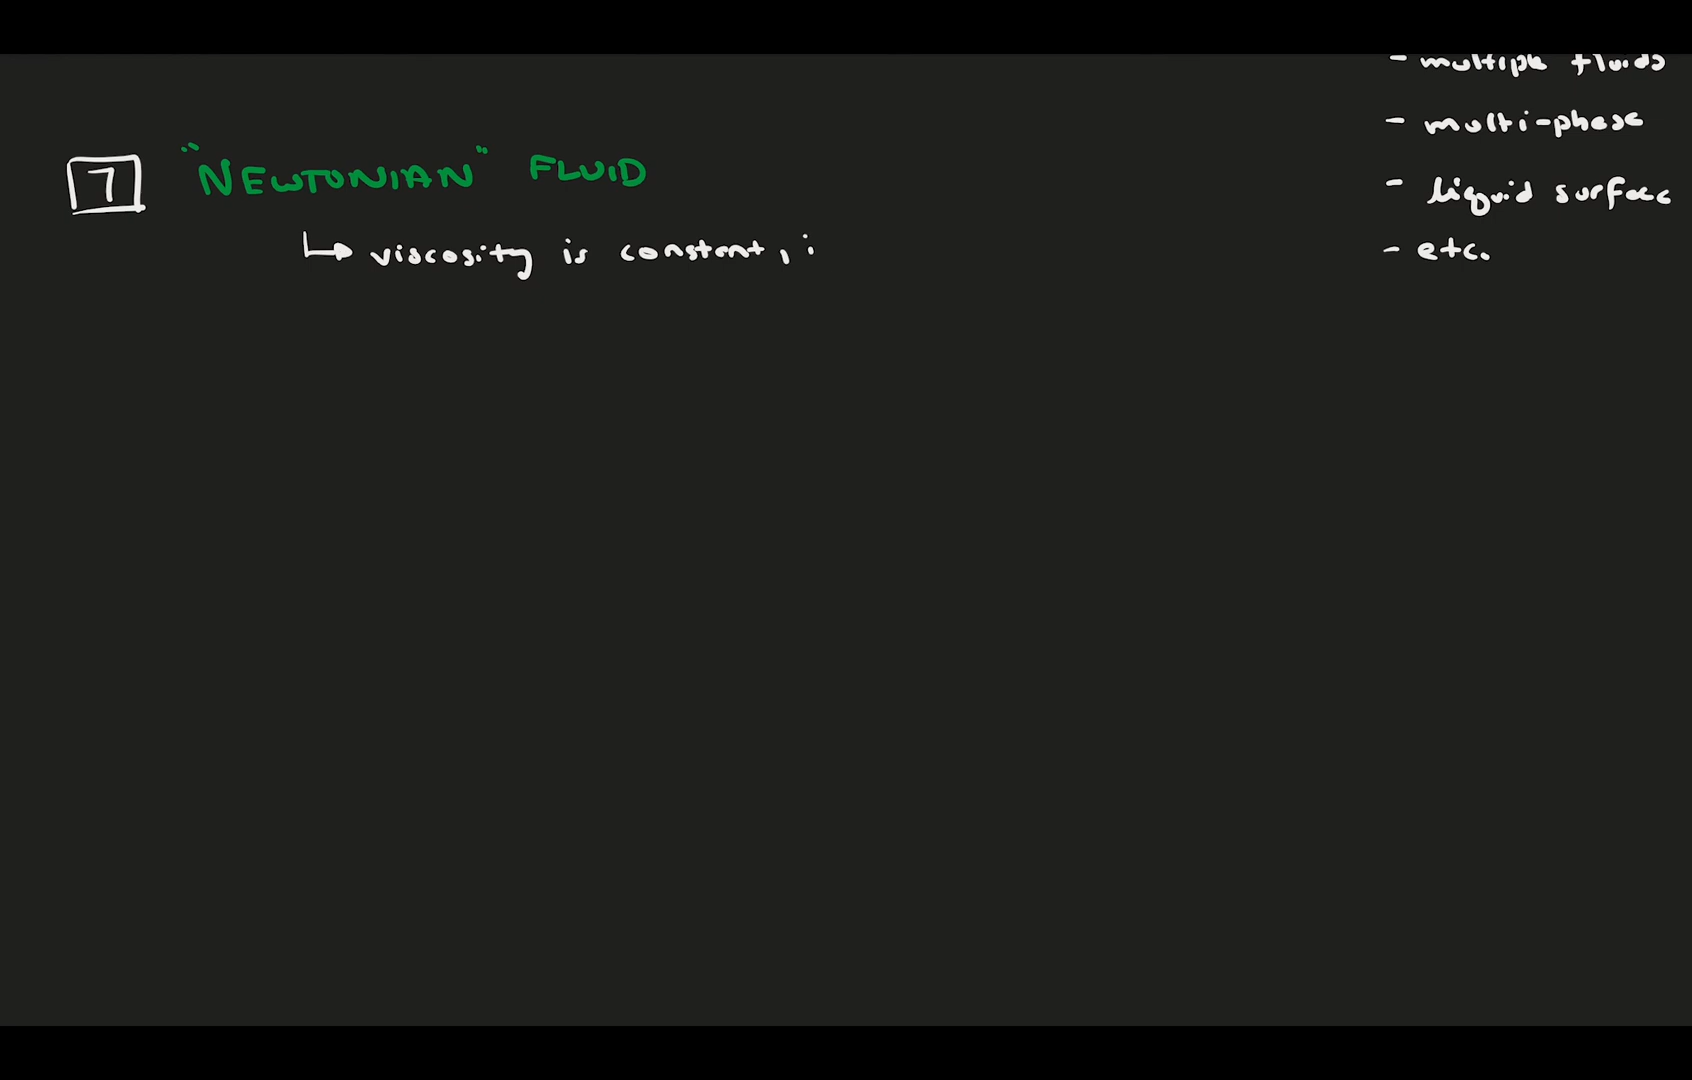 - multiple fluids
- multi-phase
- liquid surface
- etc.
7 "NEWTONIAN" FLUID
↳ viscosity is constant, i